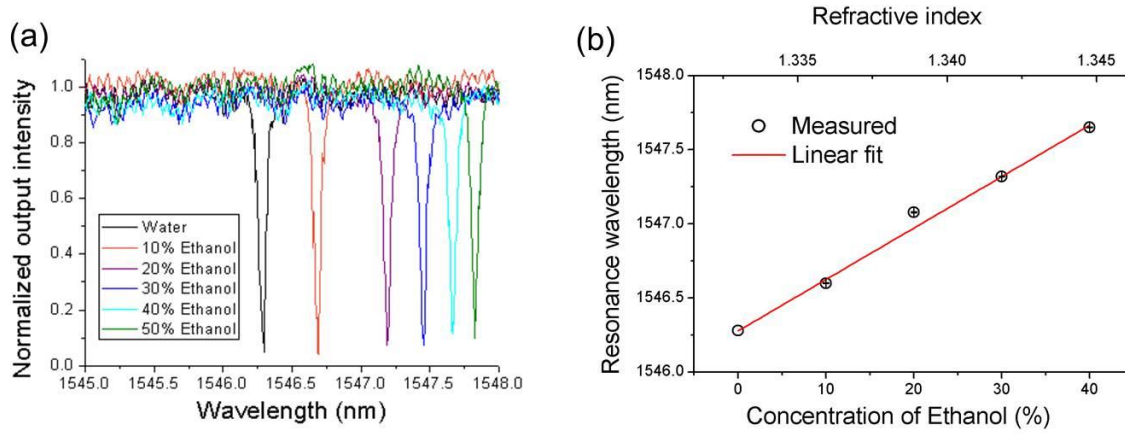 (a)
Normalized output intensity
1.0
0.8
0.6
0.4
0.2
0.0
Water
10% Ethanol
20% Ethanol
30% Ethanol
40% Ethanol
50% Ethanol
1545.0 1545.5 1546.0 1546.5 1547.0 1547.5 1548.0
Wavelength (nm)
(b)
Refractive index
1.335 1.340 1.345
Resonance wavelength (nm)
1548.0
1547.5
1547.0
1546.5
1546.0
Measured
Linear fit
0 10 20 30 40
Concentration of Ethanol (%)